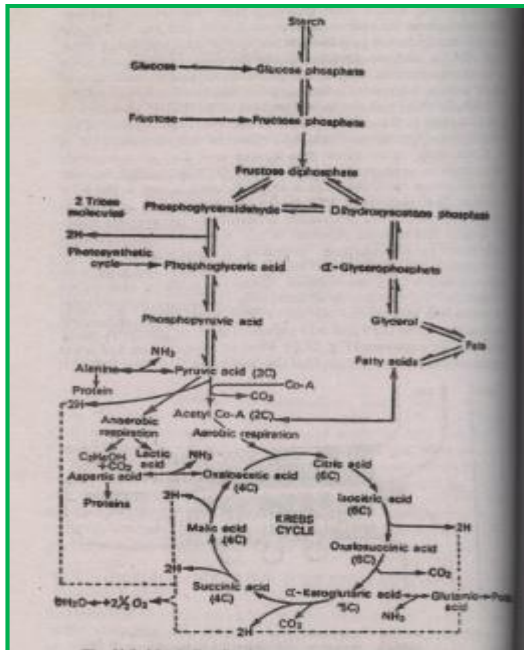 Starch
Glucose Glucose phosphate
Fructose Fructose phosphate
Fructose diphosphate
2 Triose
molecules
Phosphoglyceraldehyde Dihydroxyacetone phosphate
2H
Photosynthetic
cycle
Phosphoglyceric acid α-Glycerophosphate
Phosphopyruvic acid
Glycerol
Fats
Fatty acids
NH₃
Alanine Pyruvic acid (3C)
Co-A
Protein
CO₂
2H
Acetyl Co-A (2C)
Anaerobic
respiration
Aerobic respiration
+CO₂
Lactic
acid
NH₃
Aspartic acid
Proteins
Oxaloacetic acid
(4C)
Citric acid
(6C)
Isocitric acid
(6C)
2H
Malic acid
(4C)
KREBS
CYCLE
2H
Oxalosuccinic acid
(6C)
CO₂
2H
Succinic acid
(4C)
α-Ketoglutaric acid
5C)
Glutamic
acid
NH₃
CO₂
2H